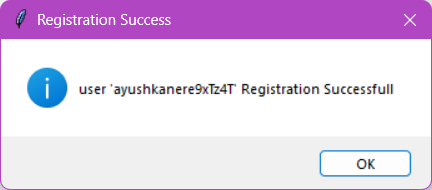 Registration Success
user 'ayushkanere9xTz4T' Registration Successfull
OK